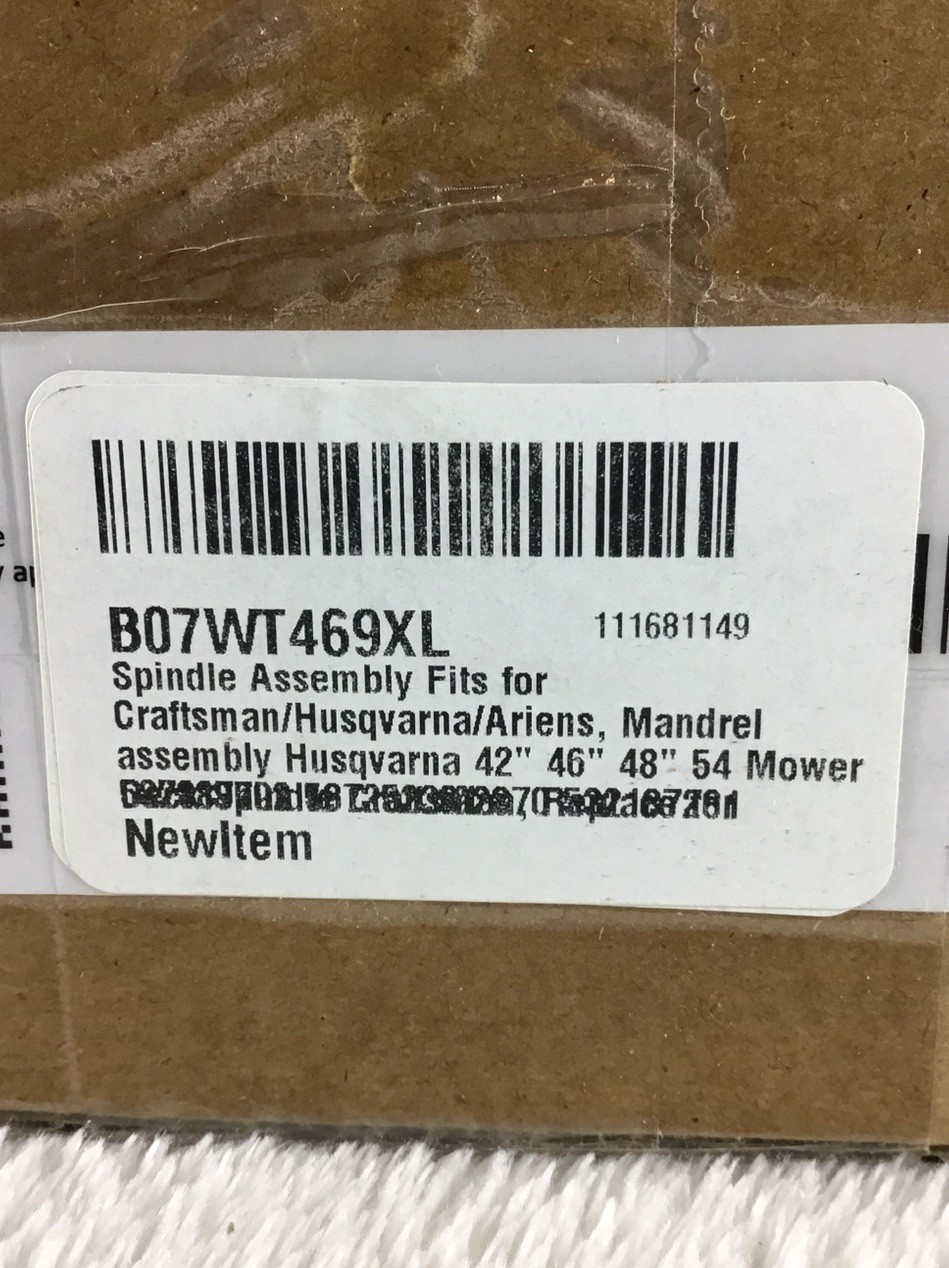 B07WT469XL 111681149
Spindle Assembly Fits for
Craftsman/Husqvarna/Ariens, Mandrel
assembly Husqvarna 42" 46" 48" 54 Mower
NewItem